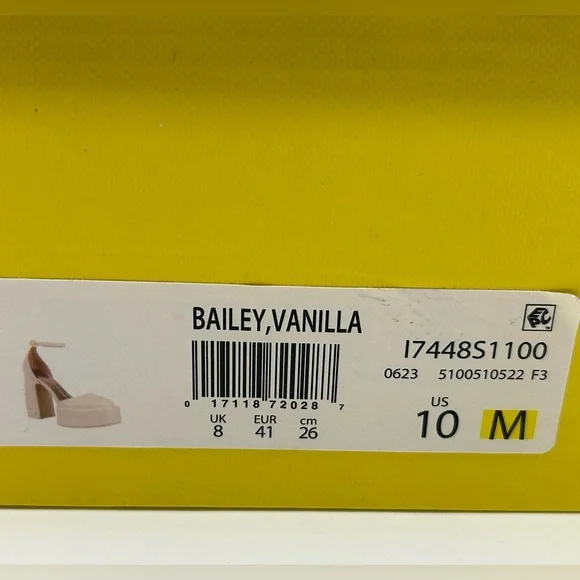 BAILEY,VANILLA
I7448S1100
0623 5100510522 F3
0 17118 72028 7
UK EUR cm
8 41 26
US
10 M